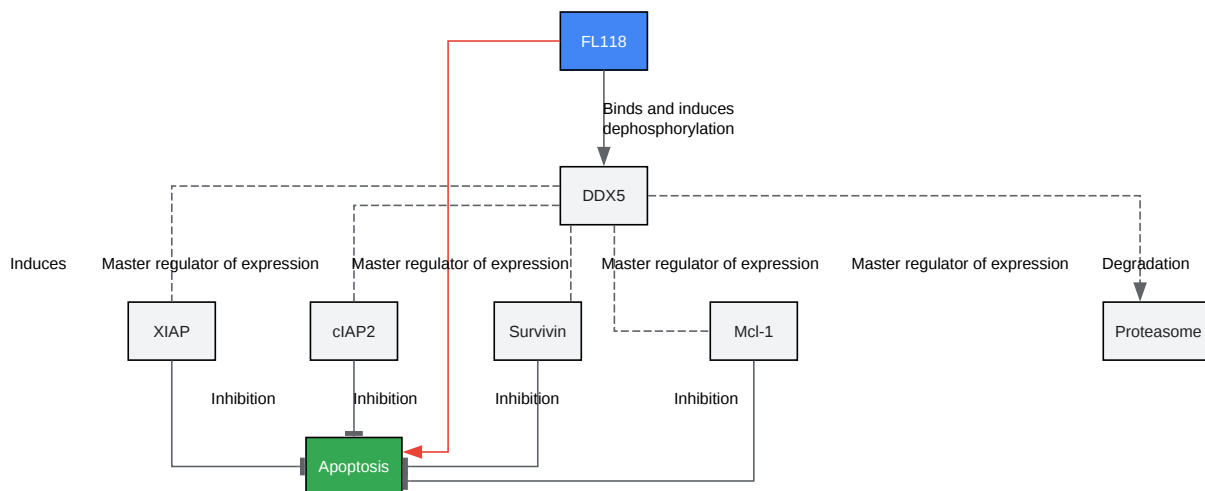 FL118
Binds and induces
dephosphorylation
DDX5
Induces
Master regulator of expression
Master regulator of expression
Master regulator of expression
Master regulator of expression
Degradation
XIAP
cIAP2
Survivin
Mcl-1
Proteasome
Inhibition
Inhibition
Inhibition
Inhibition
Apoptosis